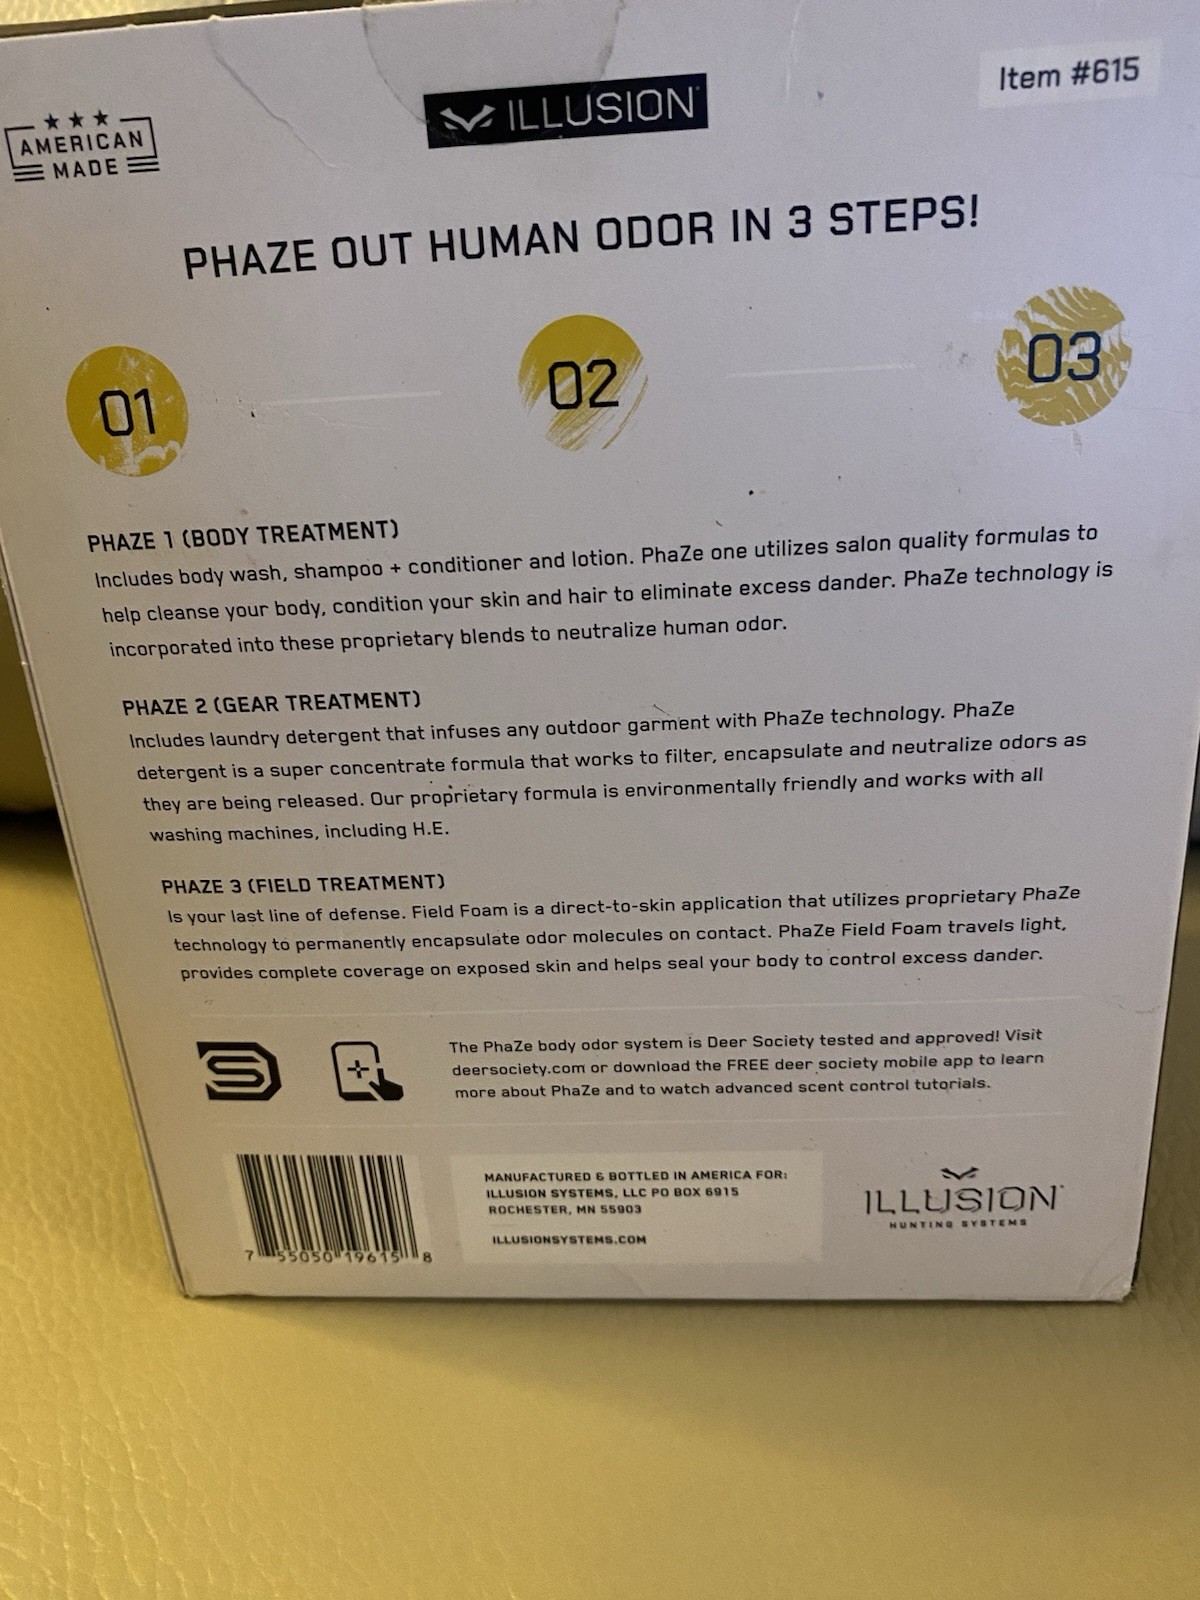 AMERICAN
MADE
ILLUSION
Item #615
PHAZE OUT HUMAN ODOR IN 3 STEPS!
01
02
03
PHAZE 1 (BODY TREATMENT)
Includes body wash, shampoo + conditioner and lotion. PhaZe one utilizes salon quality formulas to
help cleanse your body, condition your skin and hair to eliminate excess dander. PhaZe technology is
incorporated into these proprietary blends to neutralize human odor.
PHAZE 2 (GEAR TREATMENT)
Includes laundry detergent that infuses any outdoor garment with PhaZe technology. PhaZe
detergent is a super concentrate formula that works to filter, encapsulate and neutralize odors as
they are being released. Our proprietary formula is environmentally friendly and works with all
washing machines, including H.E.
PHAZE 3 (FIELD TREATMENT)
Is your last line of defense. Field Foam is a direct-to-skin application that utilizes proprietary PhaZe
technology to permanently encapsulate odor molecules on contact. PhaZe Field Foam travels light,
provides complete coverage on exposed skin and helps seal your body to control excess dander.
The PhaZe body odor system is Deer Society tested and approved! Visit
deersociety.com or download the FREE deer society mobile app to learn
more about PhaZe and to watch advanced scent control tutorials.
7 55050 19615 8
MANUFACTURED & BOTTLED IN AMERICA FOR:
ILLUSION SYSTEMS, LLC PO BOX 6915
ROCHESTER, MN 55903
ILLUSIONSYSTEMS.COM
ILLUSION
HUNTING SYSTEMS